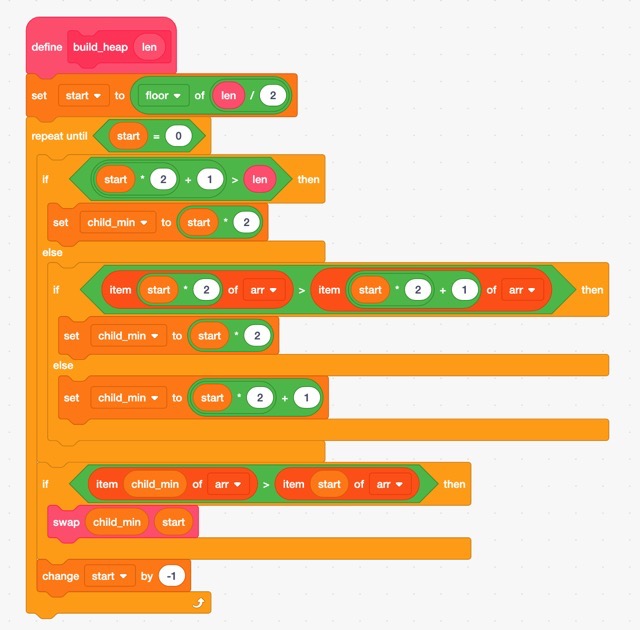 define build_heap len
set start to floor of len / 2
repeat until start = 0
if start * 2 + 1 > len then
set child_min to start * 2
else
if item start * 2 of arr > item start * 2 + 1 of arr then
set child_min to start * 2
else
set child_min to start * 2 + 1
if item child_min of arr > item start of arr then
swap child_min start
change start by -1